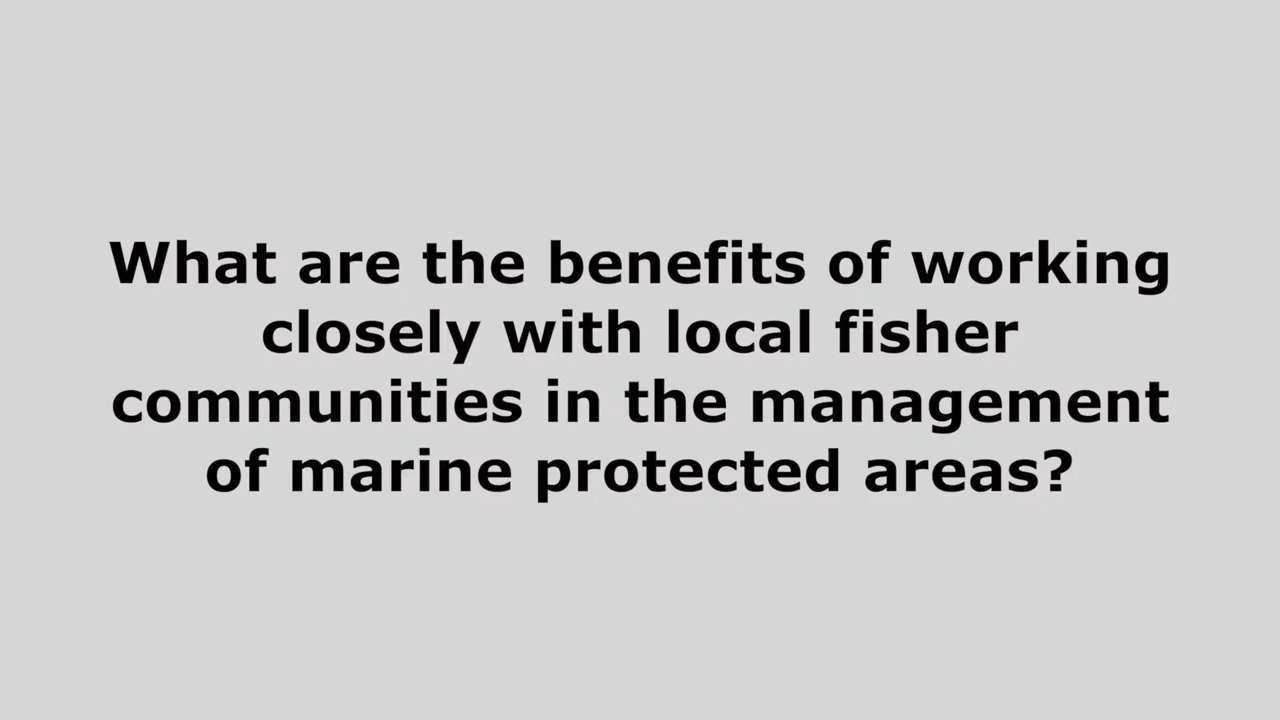 What are the benefits of working
closely with local fisher
communities in the management
of marine protected areas?